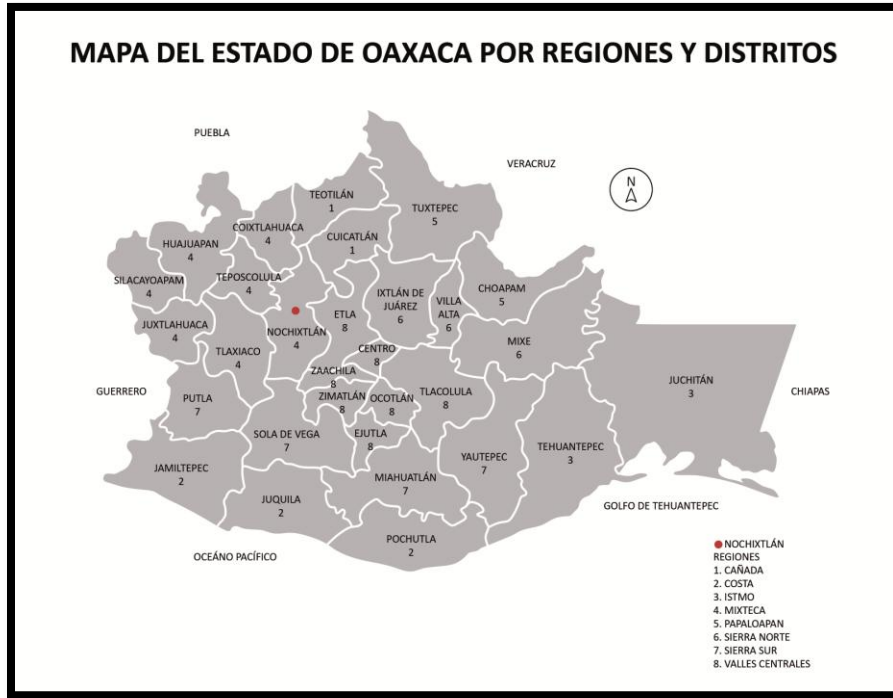 MAPA DEL ESTADO DE OAXACA POR REGIONES Y DISTRITOS
PUEBLA
VERACRUZ
N
TEOTILÁN
1
TUXTEPEC
5
COIXTLAHUACA
4
CUICATLÁN
1
HUAJUAPAN
4
SILACAYOAPAM
4
TEPOSCOLULA
4
IXTLÁN DE
JUÁREZ
6
VILLA
ALTA
6
CHOAPAM
5
ETLA
8
JUXTLAHUACA
4
NOCHIXTLÁN
4
MIXE
6
TLAXIACO
4
CENTRO
8
ZAACHILA
8
JUCHITÁN
3
GUERRERO
CHIAPAS
PUTLA
7
ZIMATLÁN
8
OCOTLÁN
8
TLACOLULA
8
SOLA DE VEGA
7
EJUTLA
8
YAUTEPEC
7
TEHUANTEPEC
3
JAMILTEPEC
2
MIAHUATLÁN
7
JUQUILA
2
GOLFO DE TEHUANTEPEC
POCHUTLA
2
OCEÁNO PACÍFICO
NOCHIXTLÁN
REGIONES
1. CAÑADA
2. COSTA
3. ISTMO
4. MIXTECA
5. PAPALOAPAN
6. SIERRA NORTE
7. SIERRA SUR
8. VALLES CENTRALES